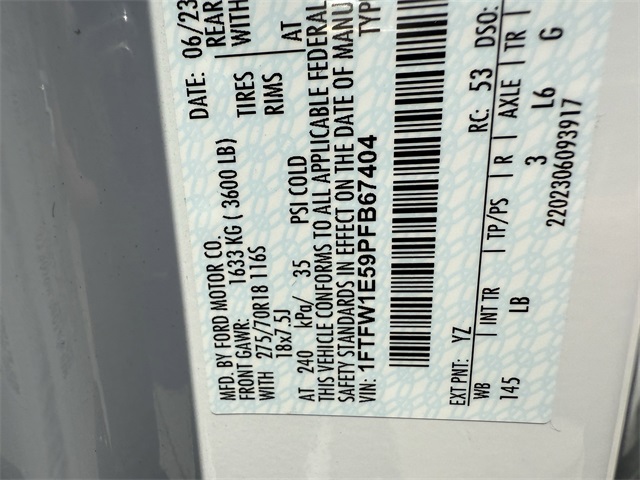 MFD. BY FORD MOTOR CO. DATE: 06/23
FRONT GAWR: 1633 KG ( 3600 LB) REAR
WITH 275/70R18 116S TIRES WITH
18x7.5J RIMS
AT 240 kPa/ 35 PSI COLD AT
THIS VEHICLE CONFORMS TO ALL APPLICABLE FEDERAL
SAFETY STANDARDS IN EFFECT ON THE DATE OF MANU
VIN: 1FTFW1E59PFB67404 TYP
EXT PNT: YZ RC: 53 DSO:
WB INT TR TP/PS R AXLE TR
145 LB 3 L6 G
2202306093917